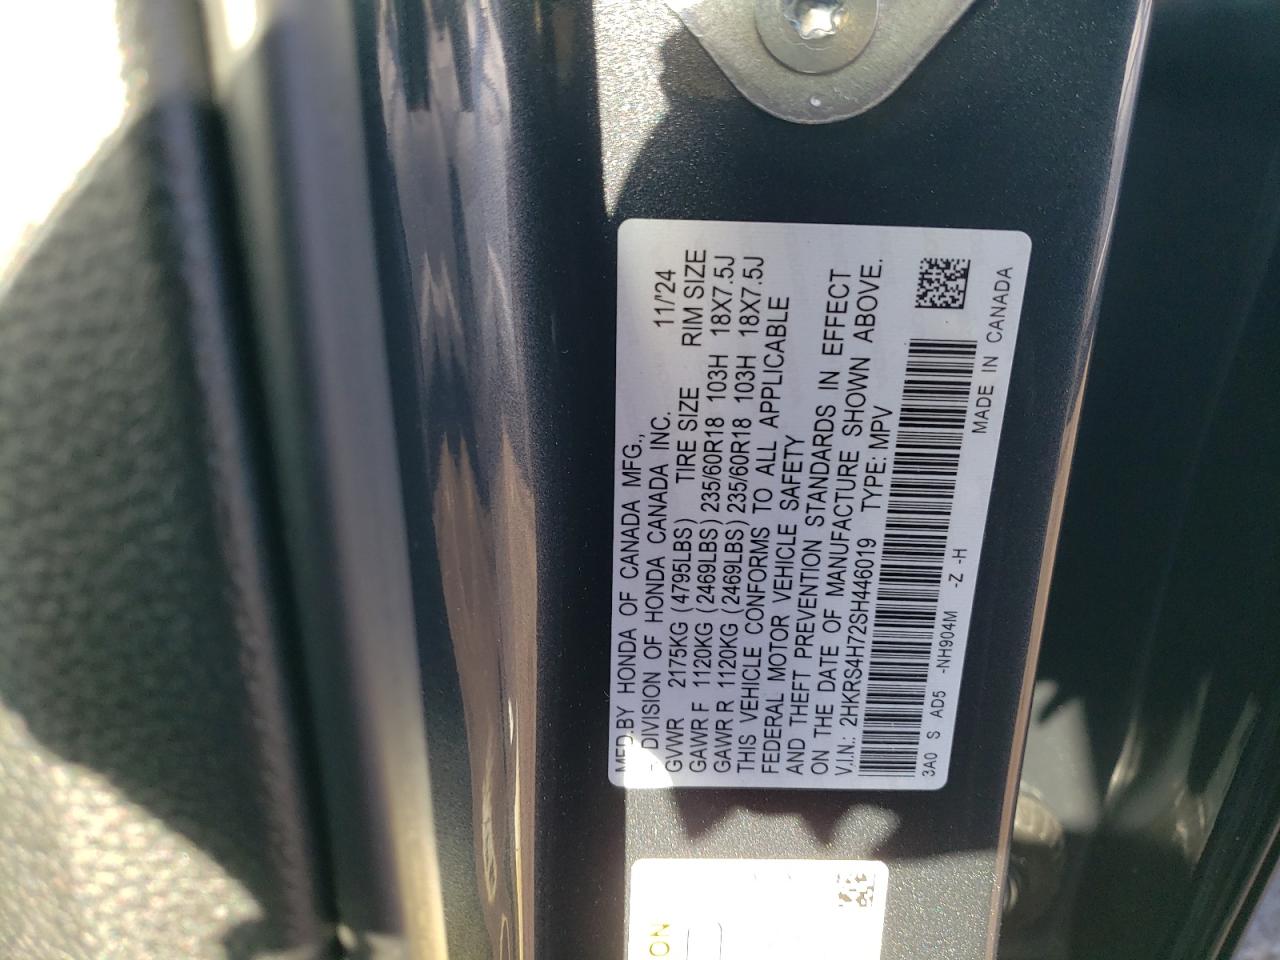 MFD.BY HONDA OF CANADA MFG.,
A DIVISION OF HONDA CANADA INC. 11/'24
GVWR 2175KG (4795LBS) TIRE SIZE RIM SIZE
GAWR F 1120KG (2469LBS) 235/60R18 103H 18X7.5J
GAWR R 1120KG (2469LBS) 235/60R18 103H 18X7.5J
THIS VEHICLE CONFORMS TO ALL APPLICABLE
FEDERAL MOTOR VEHICLE SAFETY
AND THEFT PREVENTION STANDARDS IN EFFECT
ON THE DATE OF MANUFACTURE SHOWN ABOVE.
V.I.N.: 2HKRS4H72SH446019 TYPE: MPV
3A0 S AD5 -NH904M -Z -H
MADE IN CANADA
ON